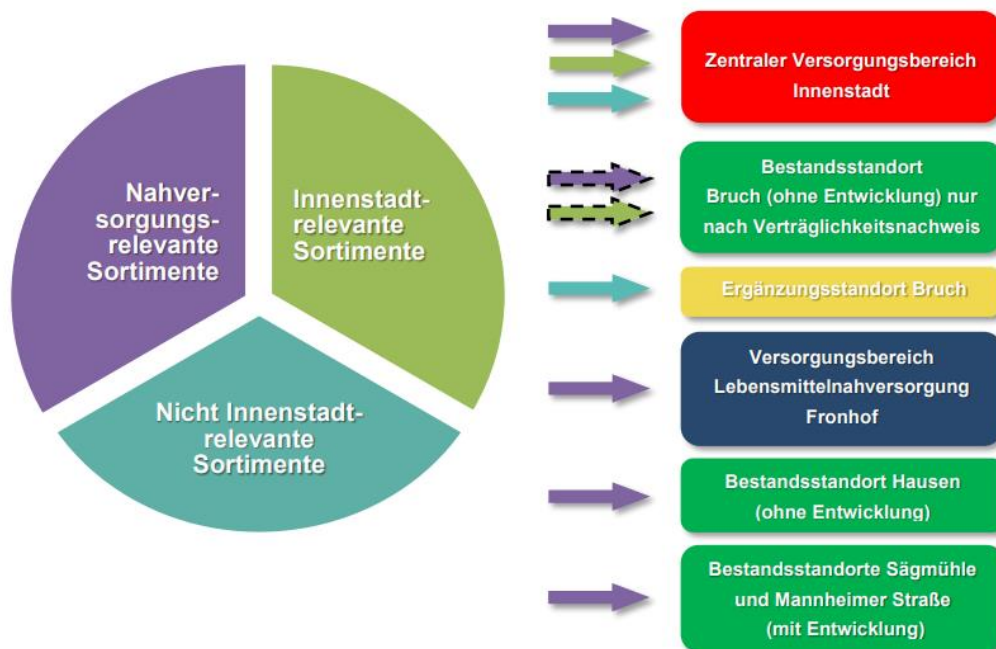 Nahver-
sorgungs-
relevante
Sortimente
Innenstadt-
relevante
Sortimente
Nicht Innenstadt-
relevante
Sortimente
Zentraler Versorgungsbereich
Innenstadt
Bestandsstandort
Bruch (ohne Entwicklung) nur
nach Verträglichkeitsnachweis
Ergänzungsstandort Bruch
Versorgungsbereich
Lebensmittelnahversorgung
Fronhof
Bestandsstandort Hausen
(ohne Entwicklung)
Bestandsstandorte Sägmühle
und Mannheimer Straße
(mit Entwicklung)